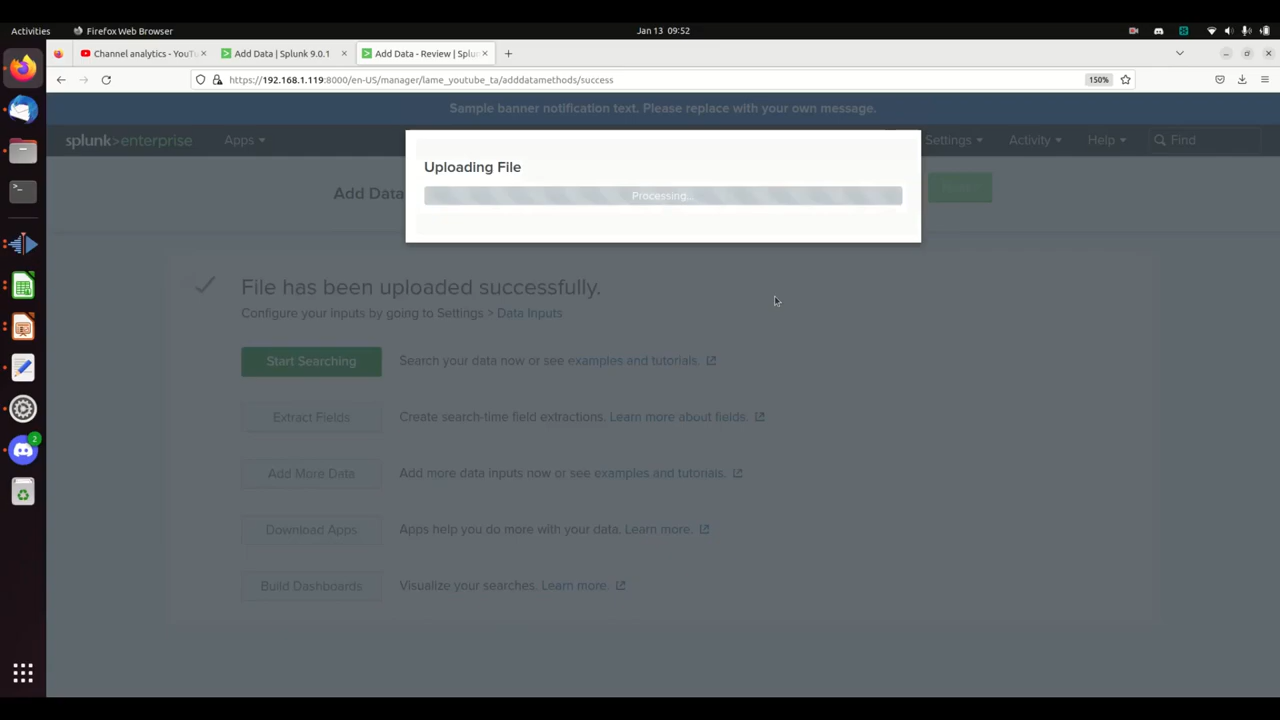 Activities
Firefox Web Browser
Jan 13 09:52
Channel analytics - YouTu
Add Data | Splunk 9.0.1
Add Data - Review | Splun
https://192.168.1.119:8000/en-US/manager/lame_youtube_ta/adddatamethods/success
150%
Sample banner notification text. Please replace with your own message.
splunk>enterprise
Apps
Settings
Activity
Help
Find
Add Data
Uploading File
Processing...
File has been uploaded successfully.
Configure your inputs by going to Settings > Data Inputs
Start Searching
Search your data now or see examples and tutorials.
Extract Fields
Create search-time field extractions. Learn more about fields.
Add More Data
Add more data inputs now or see examples and tutorials.
Download Apps
Apps help you do more with your data. Learn more.
Build Dashboards
Visualize your searches. Learn more.
2